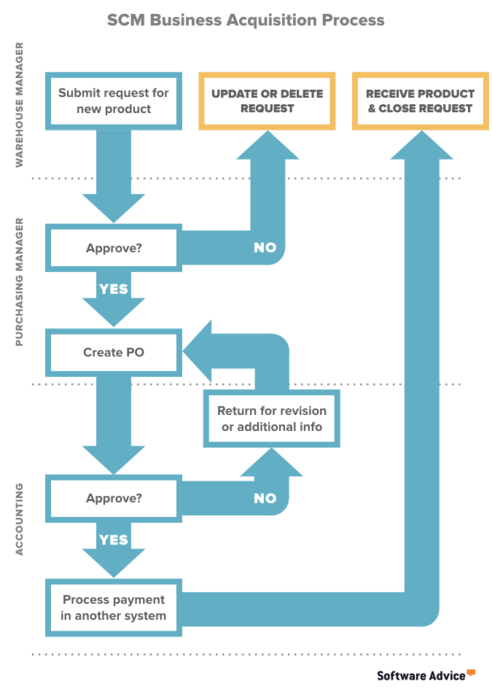 SCM Business Acquisition Process
WAREHOUSE MANAGER
Submit request for
new product
UPDATE OR DELETE
REQUEST
RECEIVE PRODUCT
& CLOSE REQUEST
PURCHASING MANAGER
Approve?
NO
YES
Create PO
Return for revision
or additional info
ACCOUNTING
Approve?
NO
YES
Process payment
in another system
Software Advice